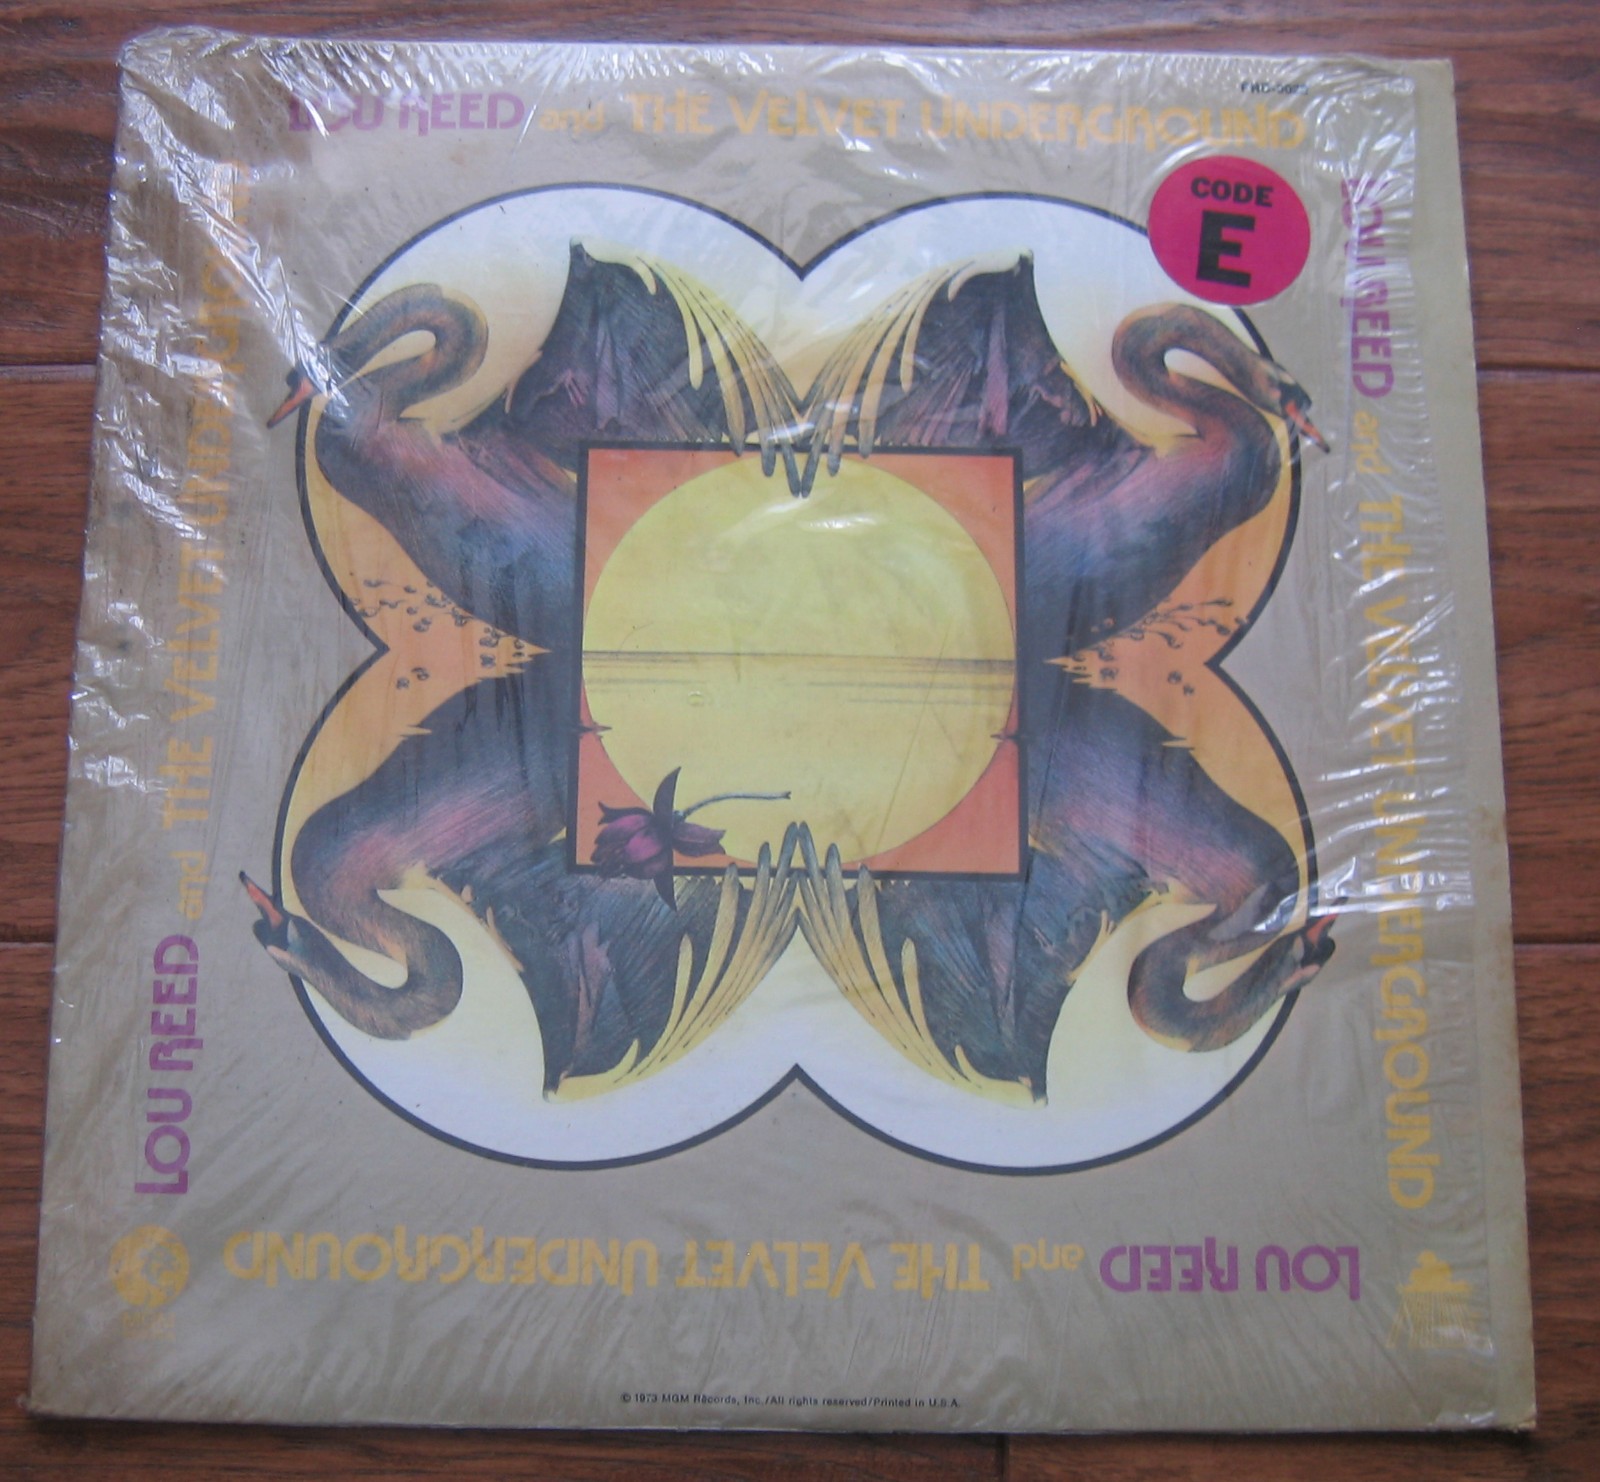 LOU REED and THE VELVET UNDERGROUND
CODE
E
LOU REED and THE VELVET UNDERGROUND
LOU REED and THE VELVET UNDERGROUND
LOU REED and THE VELVET UNDERGROUND
© 1973 MGM Records, Inc./All rights reserved/Printed in U.S.A.